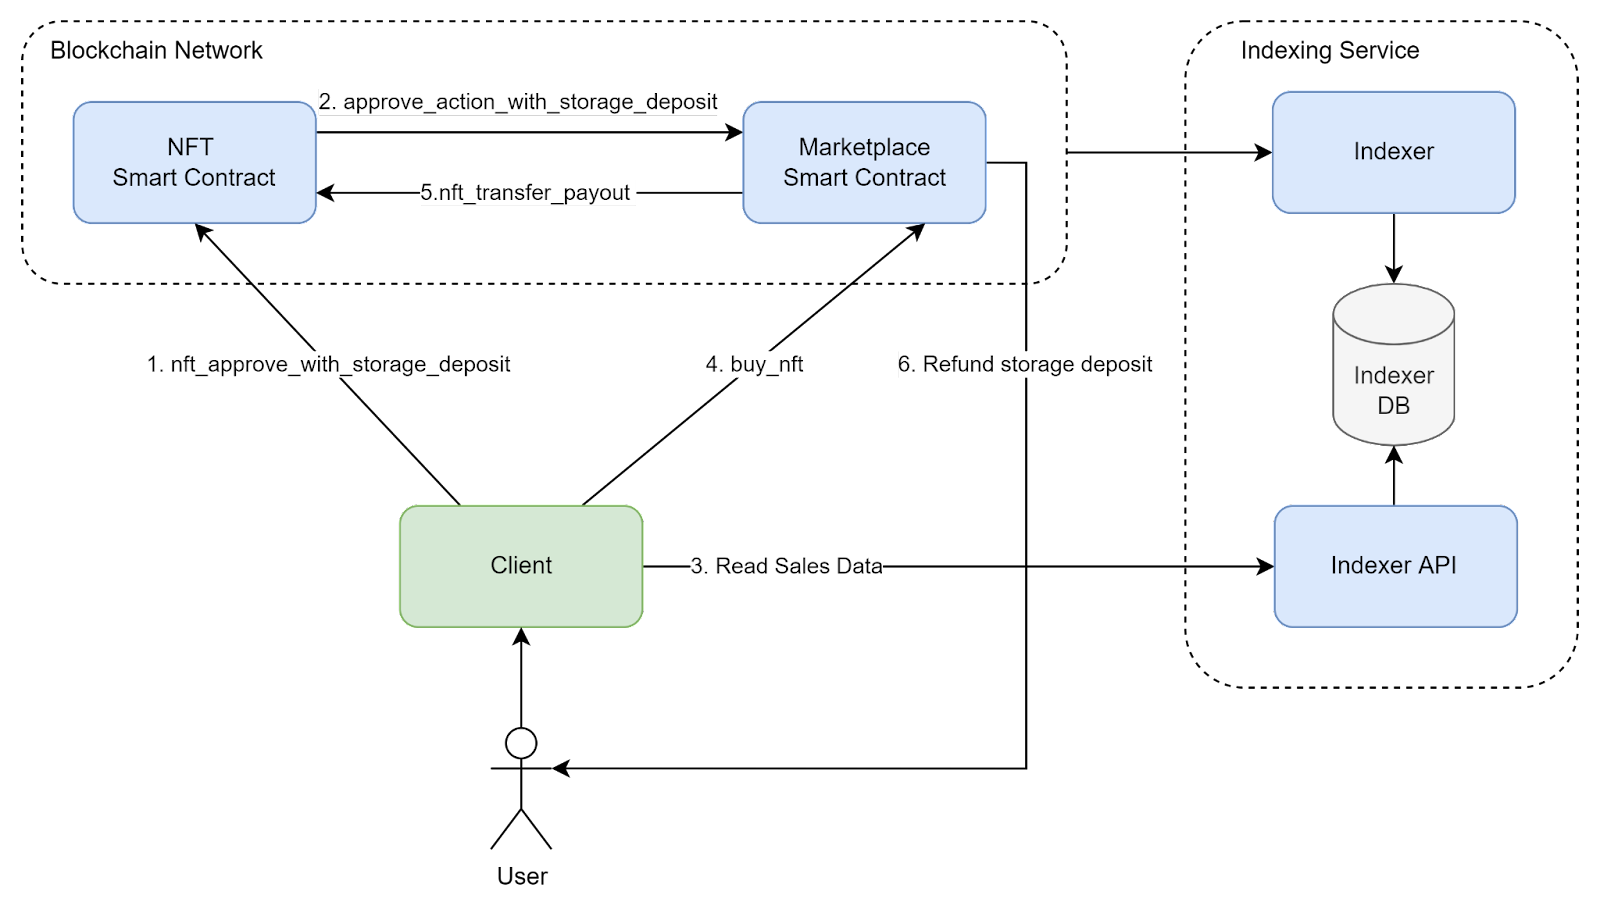 Blockchain Network
Indexing Service
2. approve_action_with_storage_deposit
NFT
Smart Contract
Marketplace
Smart Contract
Indexer
5.nft_transfer_payout
1. nft_approve_with_storage_deposit
4. buy_nft
6. Refund storage deposit
Indexer
DB
Client
3. Read Sales Data
Indexer API
User